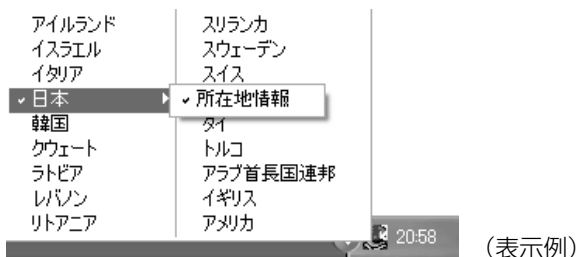 アイルランド
イスラエル
イタリア
日本
韓国
クウェート
ラトビア
レバノン
リトアニア
スリランカ
スウェーデン
スイス
所在地情報
タイ
トルコ
アラブ首長国連邦
イギリス
アメリカ
20:58
（表示例）